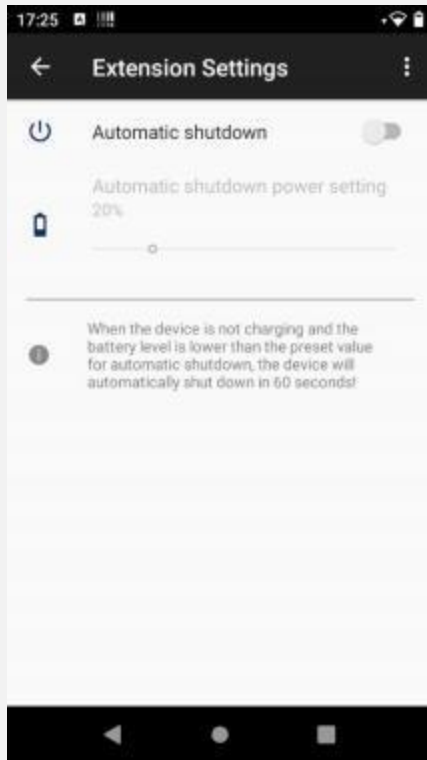 17:25
Extension Settings
Automatic shutdown
Automatic shutdown power setting
20%
When the device is not charging and the
battery level is lower than the preset value
for automatic shutdown, the device will
automatically shut down in 60 seconds!